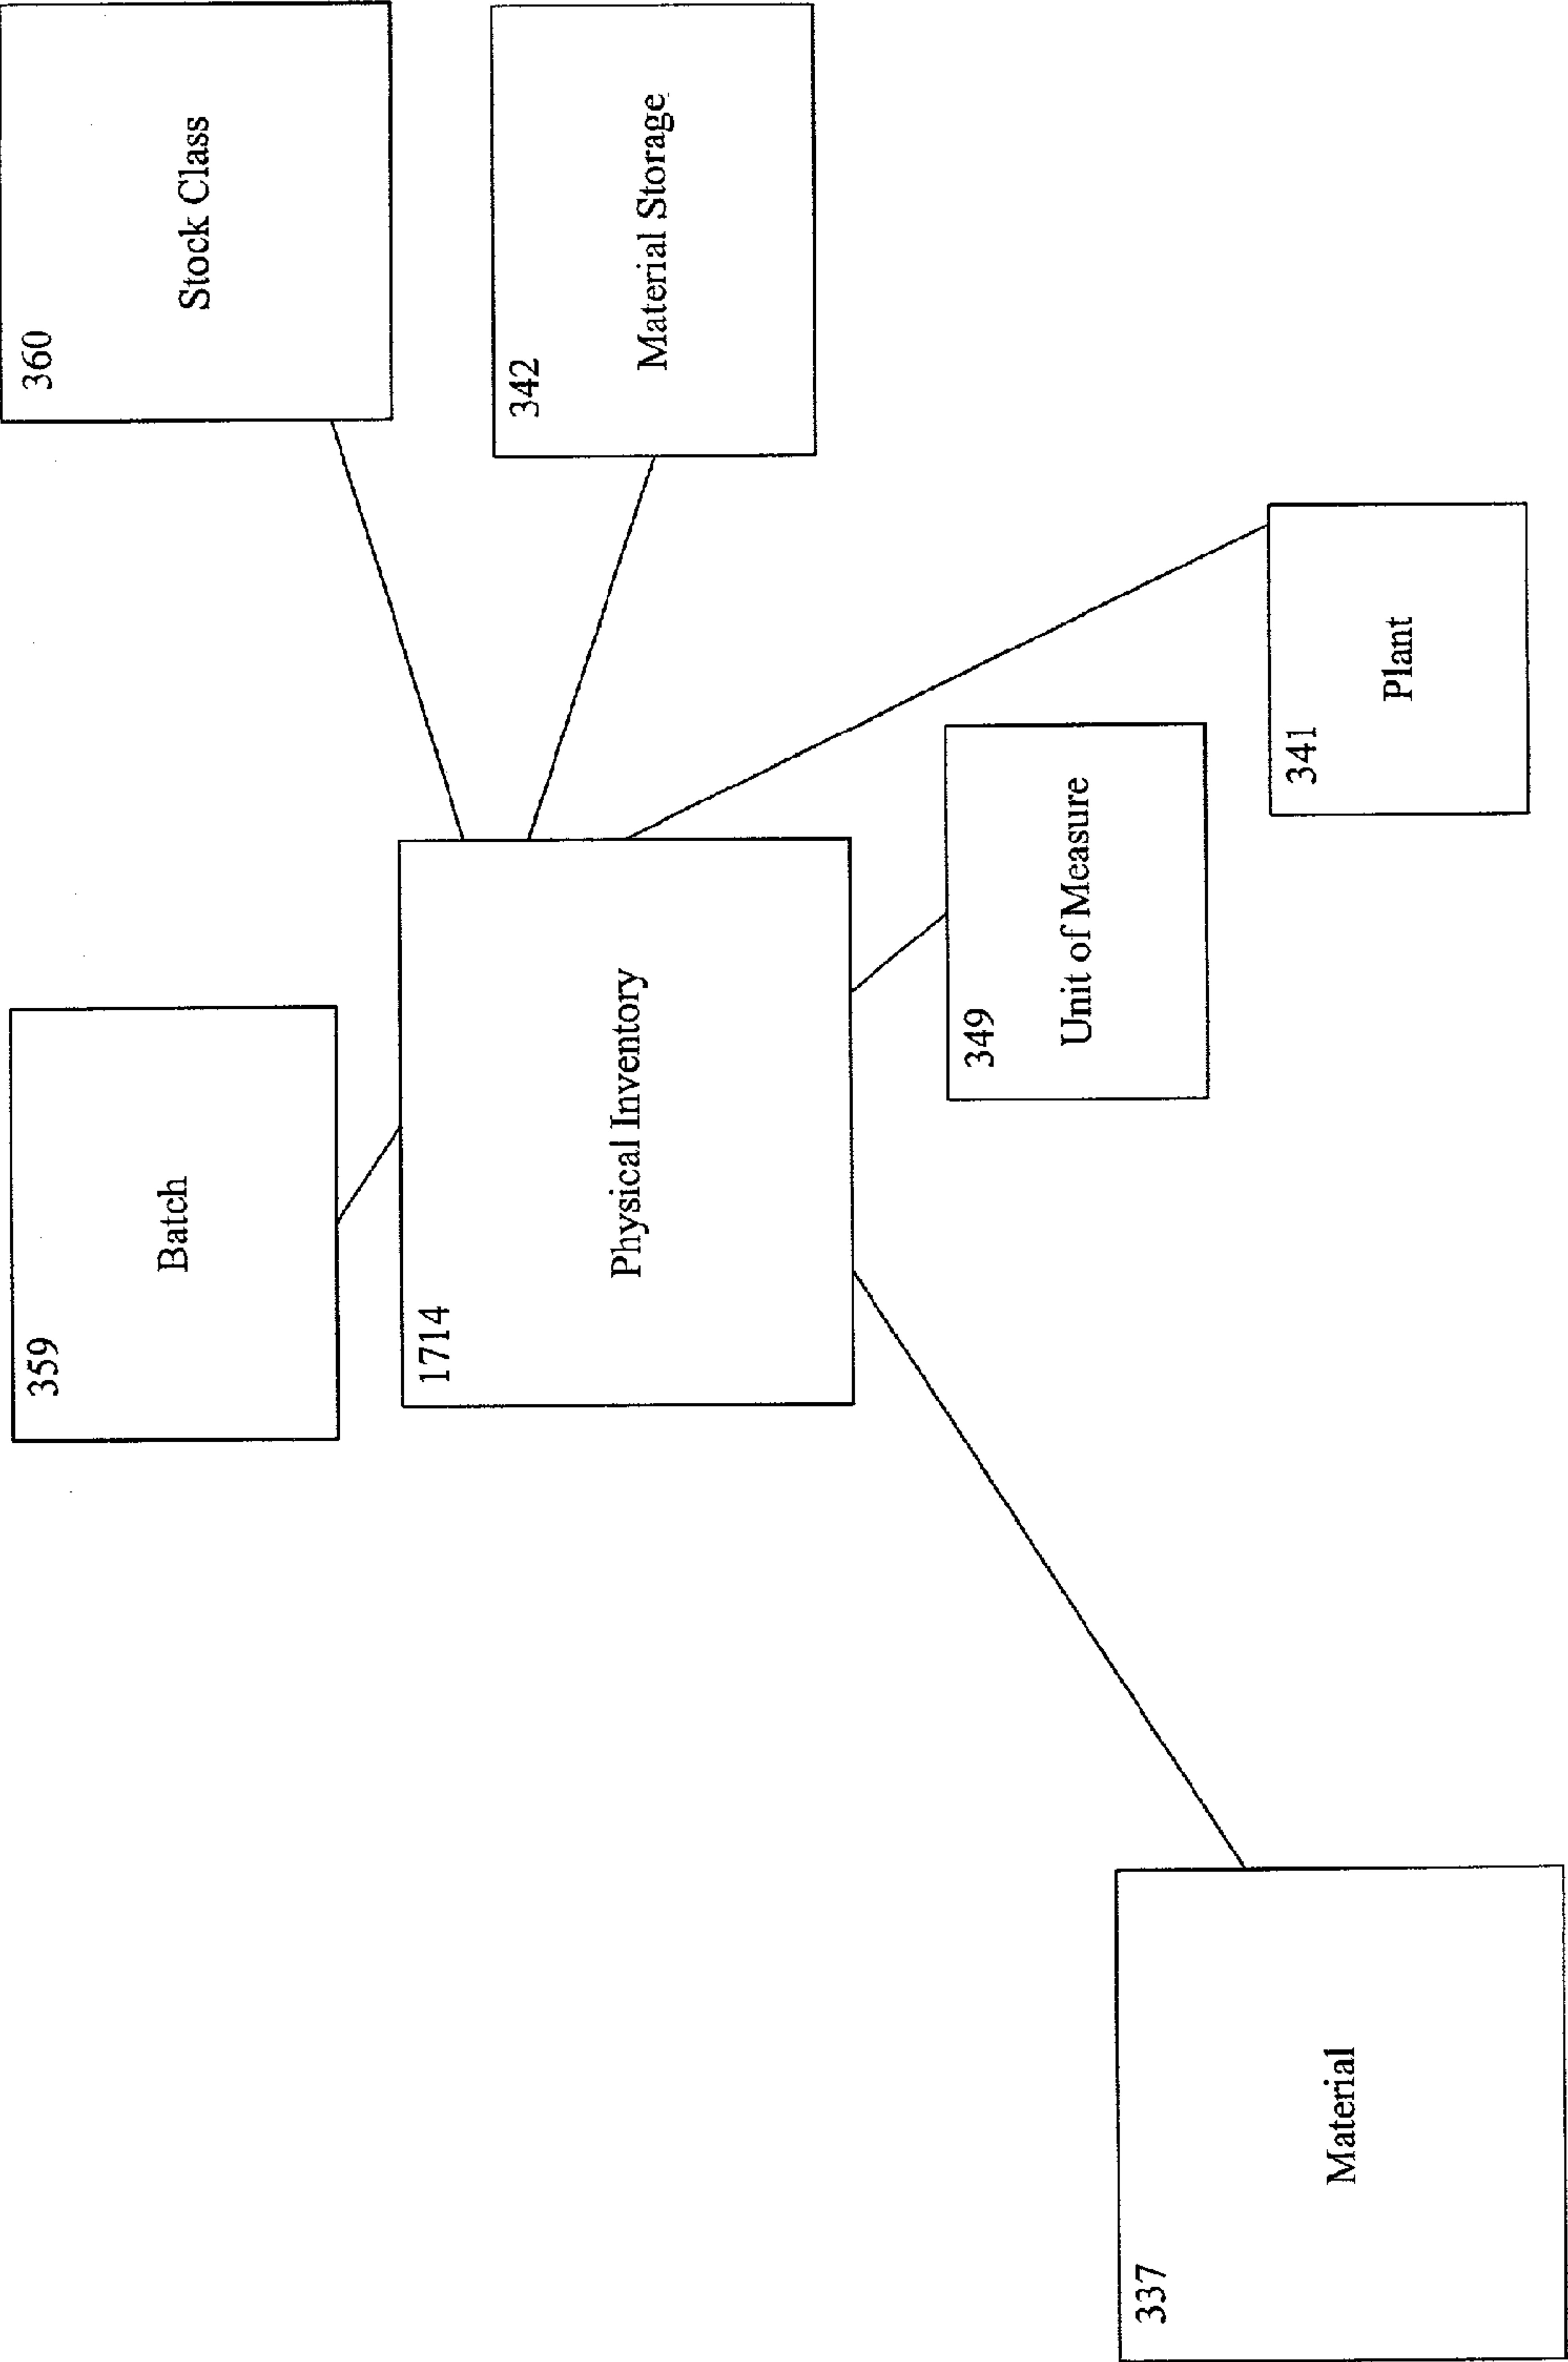 359
Batch
360
Stock Class
1714
Physical Inventory
342
Material Storage
349
Unit of Measure
337
Material
341
Plant